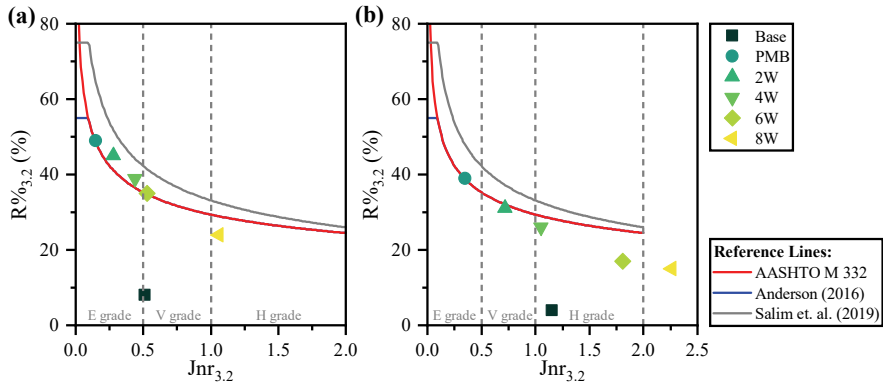 (a)
R%3.2 (%)
80
60
40
20
0
E grade
V grade
H grade
0.0
0.5
1.0
1.5
2.0
Jnr3.2
(b)
R%3.2 (%)
80
60
40
20
0
E grade
V grade
H grade
0.0
0.5
1.0
1.5
2.0
2.5
Jnr3.2
Base
PMB
2W
4W
6W
8W
Reference Lines:
AASHTO M 332
Anderson (2016)
Salim et. al. (2019)